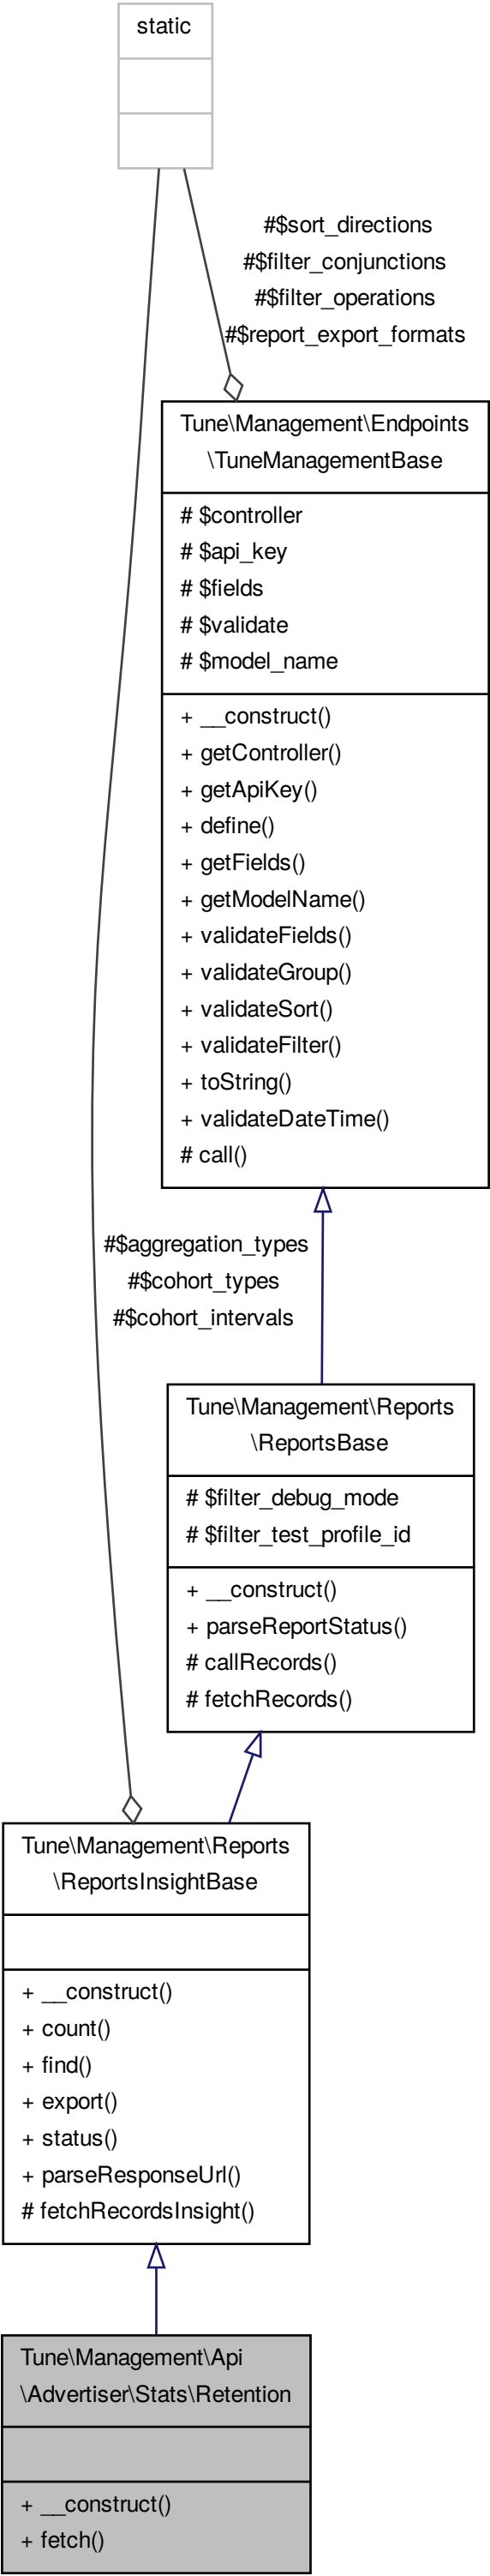 static
#$sort_directions
#$filter_conjunctions
#$filter_operations
#$report_export_formats
Tune\Management\Endpoints
\TuneManagementBase
# $controller
# $api_key
# $fields
# $validate
# $model_name
+ __construct()
+ getController()
+ getApiKey()
+ define()
+ getFields()
+ getModelName()
+ validateFields()
+ validateGroup()
+ validateSort()
+ validateFilter()
+ toString()
+ validateDateTime()
# call()
#$aggregation_types
#$cohort_types
#$cohort_intervals
Tune\Management\Reports
\ReportsBase
# $filter_debug_mode
# $filter_test_profile_id
+ __construct()
+ parseReportStatus()
# callRecords()
# fetchRecords()
Tune\Management\Reports
\ReportsInsightBase
+ __construct()
+ count()
+ find()
+ export()
+ status()
+ parseResponseUrl()
# fetchRecordsInsight()
Tune\Management\Api
\Advertiser\Stats\Retention
+ __construct()
+ fetch()